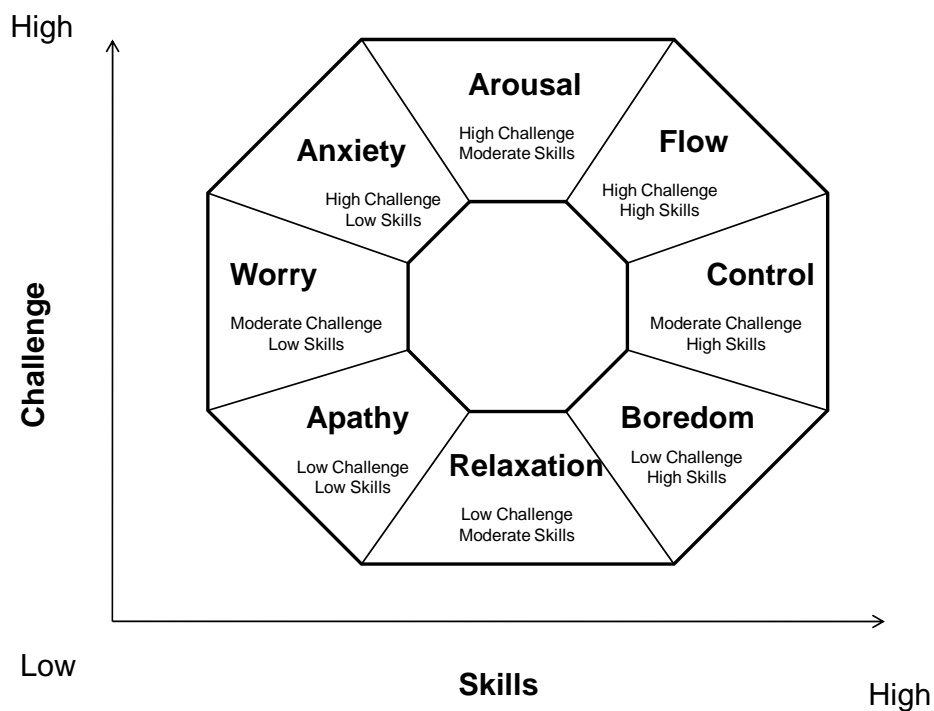 High
Arousal
High Challenge
Moderate Skills
Anxiety
High Challenge
Low Skills
Flow
High Challenge
High Skills
Worry
Moderate Challenge
Low Skills
Control
Moderate Challenge
High Skills
Challenge
Apathy
Low Challenge
Low Skills
Relaxation
Low Challenge
Moderate Skills
Boredom
Low Challenge
High Skills
Low
Skills
High